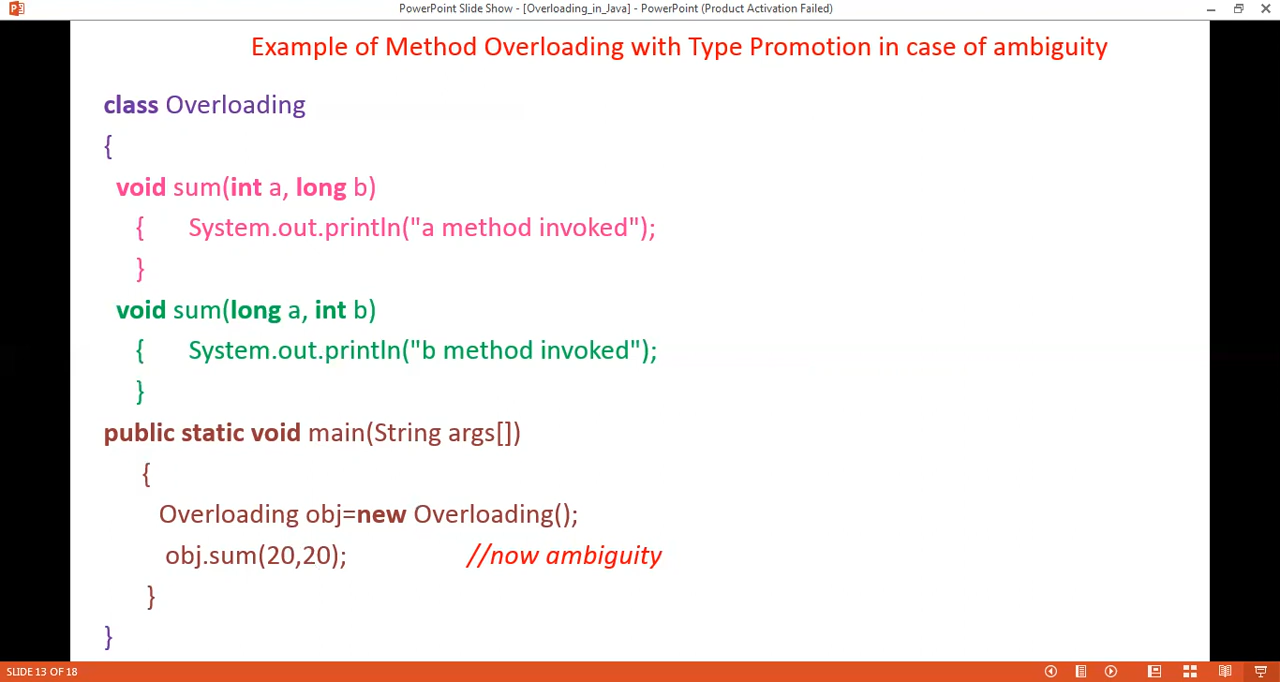 PowerPoint Slide Show - [Overloading_in_Java] - PowerPoint (Product Activation Failed)
Example of Method Overloading with Type Promotion in case of ambiguity
class Overloading
{
void sum(int a, long b)
{ System.out.println("a method invoked");
}
void sum(long a, int b)
{ System.out.println("b method invoked");
}
public static void main(String args[])
{
Overloading obj=new Overloading();
obj.sum(20,20); //now ambiguity
}
}
SLIDE 13 OF 18